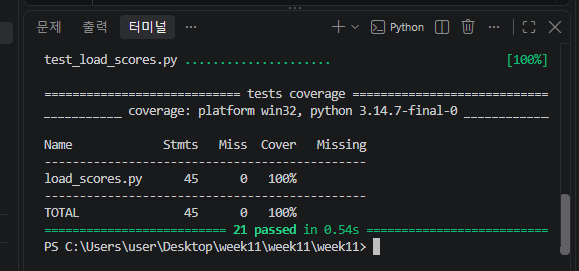 문제 출력 터미널 ··· Python ···
test_load_scores.py ..................... [100%]
============================ tests coverage ============================
___________ coverage: platform win32, python 3.14.7-final-0 ____________
Name Stmts Miss Cover Missing
-----------------------------------------------
load_scores.py 45 0 100%
-----------------------------------------------
TOTAL 45 0 100%
========================== 21 passed in 0.54s ==========================
PS C:\Users\user\Desktop\week11\week11\week11>